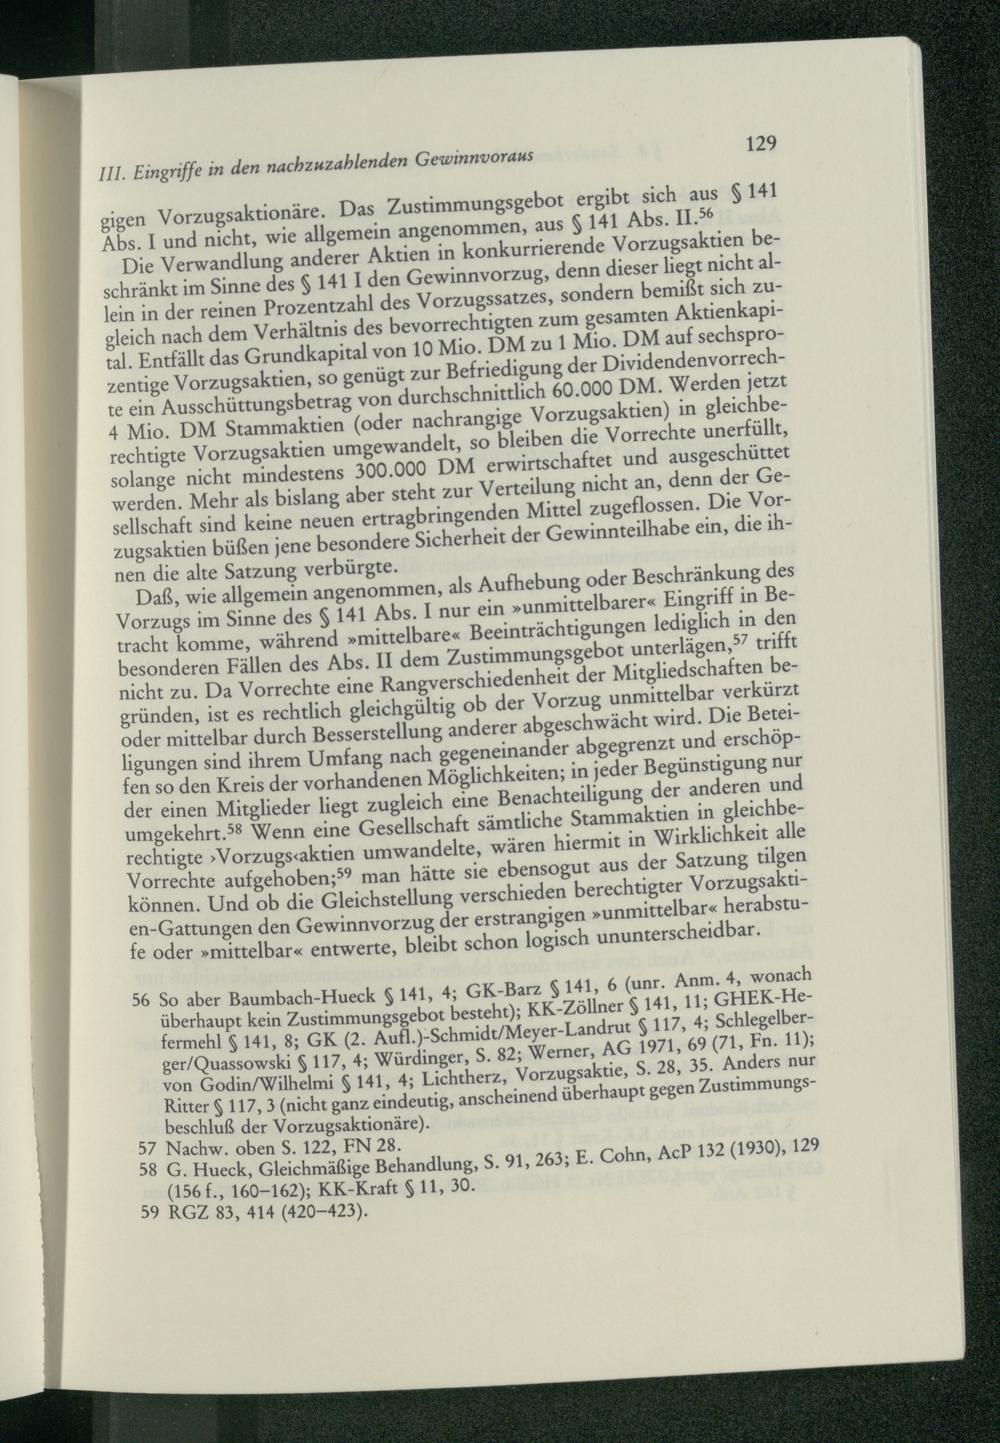 III. Eingriffe in den nachzuzahlenden Gewinnvoraus 129
gigen Vorzugsaktionäre. Das Zustimmungsgebot ergibt sich aus § 141
Abs. I und nicht, wie allgemein angenommen, aus § 141 Abs. II.56
Die Verwandlung anderer Aktien in konkurrierende Vorzugsaktien be-
schränkt im Sinne des § 141 I den Gewinnvorzug, denn dieser liegt nicht al-
lein in der reinen Prozentzahl des Vorzugssatzes, sondern bemißt sich zu-
gleich nach dem Verhältnis des bevorrechtigten zum gesamten Aktienkapi-
tal. Entfällt das Grundkapital von 10 Mio. DM zu 1 Mio. DM auf sechspro-
zentige Vorzugsaktien, so genügt zur Befriedigung der Dividendenvorrech-
te ein Ausschüttungsbetrag von durchschnittlich 60.000 DM. Werden jetzt
4 Mio. DM Stammaktien (oder nachrangige Vorzugsaktien) in gleichbe-
rechtigte Vorzugsaktien umgewandelt, so bleiben die Vorrechte unerfüllt,
solange nicht mindestens 300.000 DM erwirtschaftet und ausgeschüttet
werden. Mehr als bislang aber steht zur Verteilung nicht an, denn der Ge-
sellschaft sind keine neuen ertragbringenden Mittel zugeflossen. Die Vor-
zugsaktien büßen jene besondere Sicherheit der Gewinnteilhabe ein, die ih-
nen die alte Satzung verbürgte.
Daß, wie allgemein angenommen, als Aufhebung oder Beschränkung des
Vorzugs im Sinne des § 141 Abs. I nur ein »unmittelbarer« Eingriff in Be-
tracht komme, während »mittelbare« Beeinträchtigungen lediglich in den
besonderen Fällen des Abs. II dem Zustimmungsgebot unterlägen,57 trifft
nicht zu. Da Vorrechte eine Rangverschiedenheit der Mitgliedschaften be-
gründen, ist es rechtlich gleichgültig ob der Vorzug unmittelbar verkürzt
oder mittelbar durch Besserstellung anderer abgeschwächt wird. Die Betei-
ligungen sind ihrem Umfang nach gegeneinander abgegrenzt und erschöp-
fen so den Kreis der vorhandenen Möglichkeiten; in jeder Begünstigung nur
der einen Mitglieder liegt zugleich eine Benachteiligung der anderen und
umgekehrt.58 Wenn eine Gesellschaft sämtliche Stammaktien in gleichbe-
rechtigte ›Vorzugs‹aktien umwandelte, wären hiermit in Wirklichkeit alle
Vorrechte aufgehoben;59 man hätte sie ebensogut aus der Satzung tilgen
können. Und ob die Gleichstellung verschieden berechtigter Vorzugsakti-
en-Gattungen den Gewinnvorzug der erstrangigen »unmittelbar« herabstu-
fe oder »mittelbar« entwerte, bleibt schon logisch ununterscheidbar.
56 So aber Baumbach-Hueck § 141, 4; GK-Barz § 141, 6 (unr. Anm. 4, wonach
überhaupt kein Zustimmungsgebot besteht); KK-Zöllner § 141, 11; GHEK-He-
fermehl § 141, 8; GK (2. Aufl.)-Schmidt/Meyer-Landrut § 117, 4; Schlegelber-
ger/Quassowski § 117, 4; Würdinger, S. 82; Werner, AG 1971, 69 (71, Fn. 11);
von Godin/Wilhelmi § 141, 4; Lichtherz, Vorzugsaktie, S. 28, 35. Anders nur
Ritter § 117, 3 (nicht ganz eindeutig, anscheinend überhaupt gegen Zustimmungs-
beschluß der Vorzugsaktionäre).
57 Nachw. oben S. 122, FN 28.
58 G. Hueck, Gleichmäßige Behandlung, S. 91, 263; E. Cohn, AcP 132 (1930), 129
(156 f., 160–162); KK-Kraft § 11, 30.
59 RGZ 83, 414 (420–423).